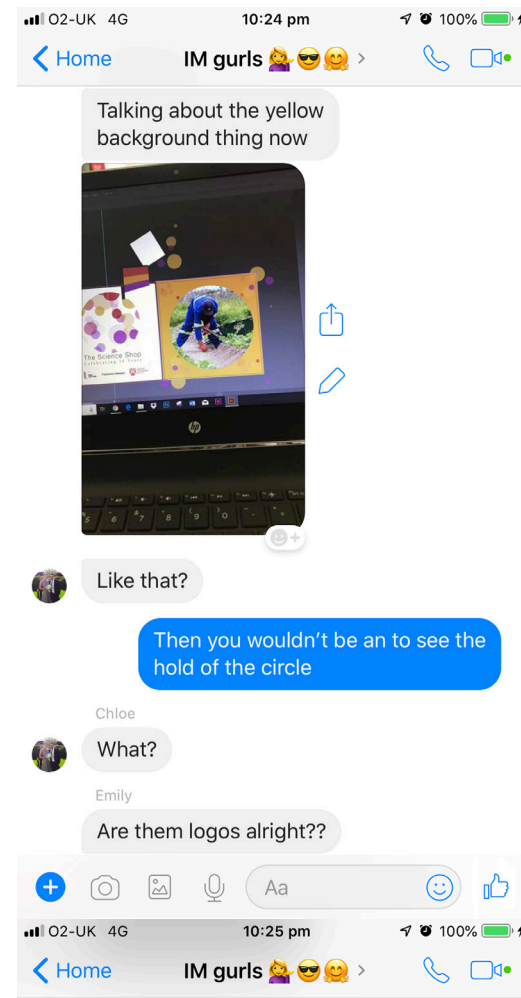 O2-UK 4G 10:24 pm 100%
Home IM gurls 💁‍♀️😎🤗 >
Talking about the yellow
background thing now
The Science Shop
Celebrating 30 Years
hp
5 6 7 8 9 0
Like that?
Then you wouldn’t be an to see the
hold of the circle
Chloe
What?
Emily
Are them logos alright??
Aa
O2-UK 4G 10:25 pm 100%
Home IM gurls 💁‍♀️😎🤗 >